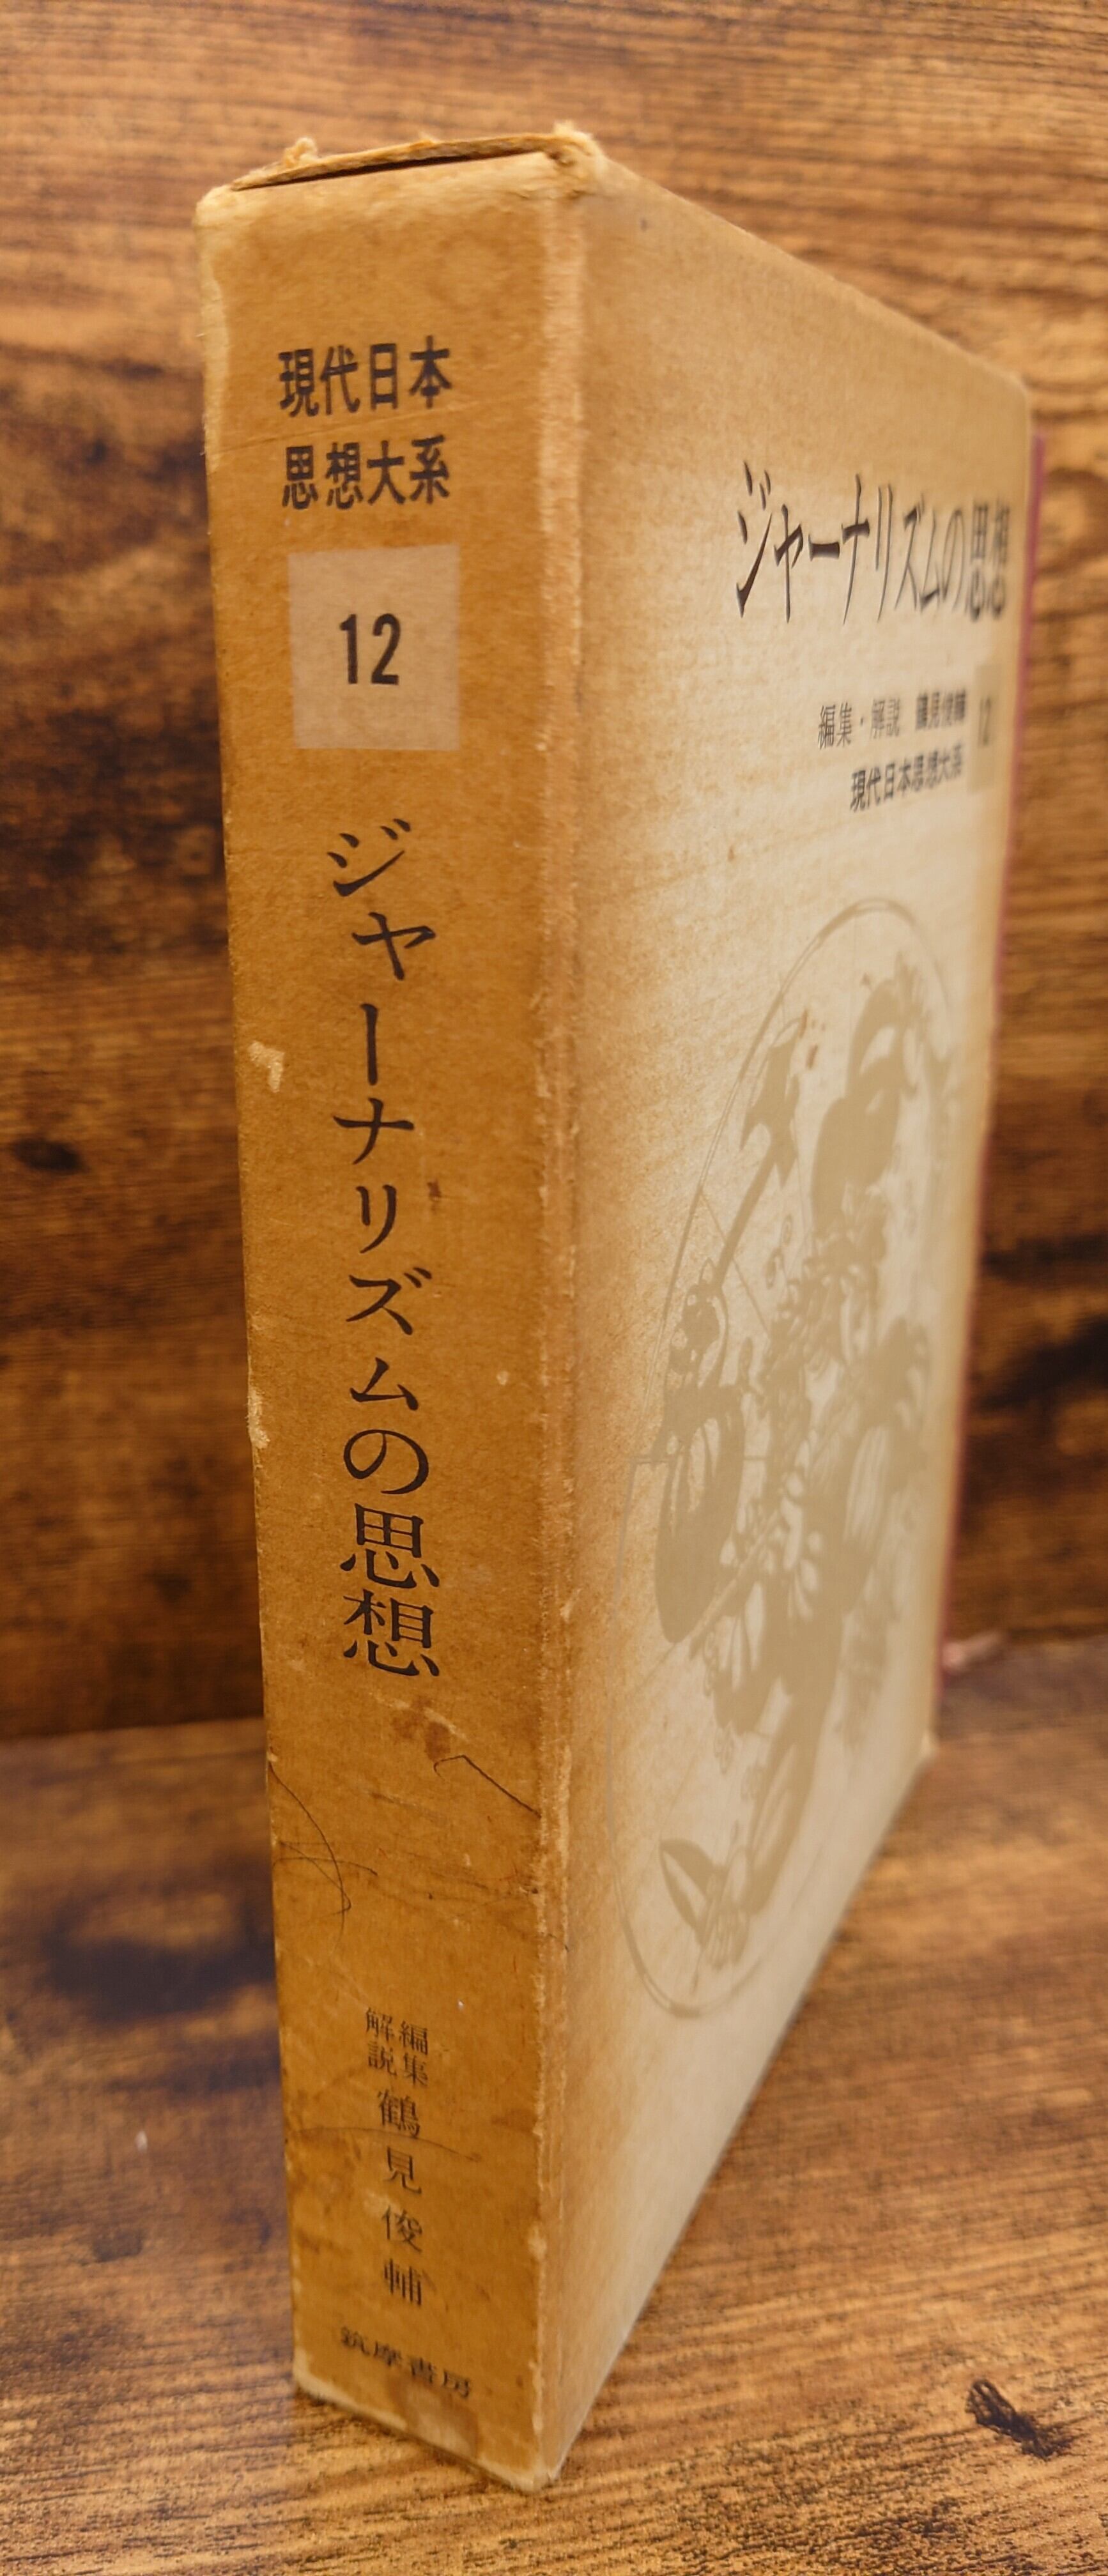 現代日本
思想大系
12
ジャーナリズムの思想
編集
解説
鶴見俊輔
筑摩書房
ジャーナリズムの思想
編集・解説 鶴見俊輔
現代日本思想大系
12